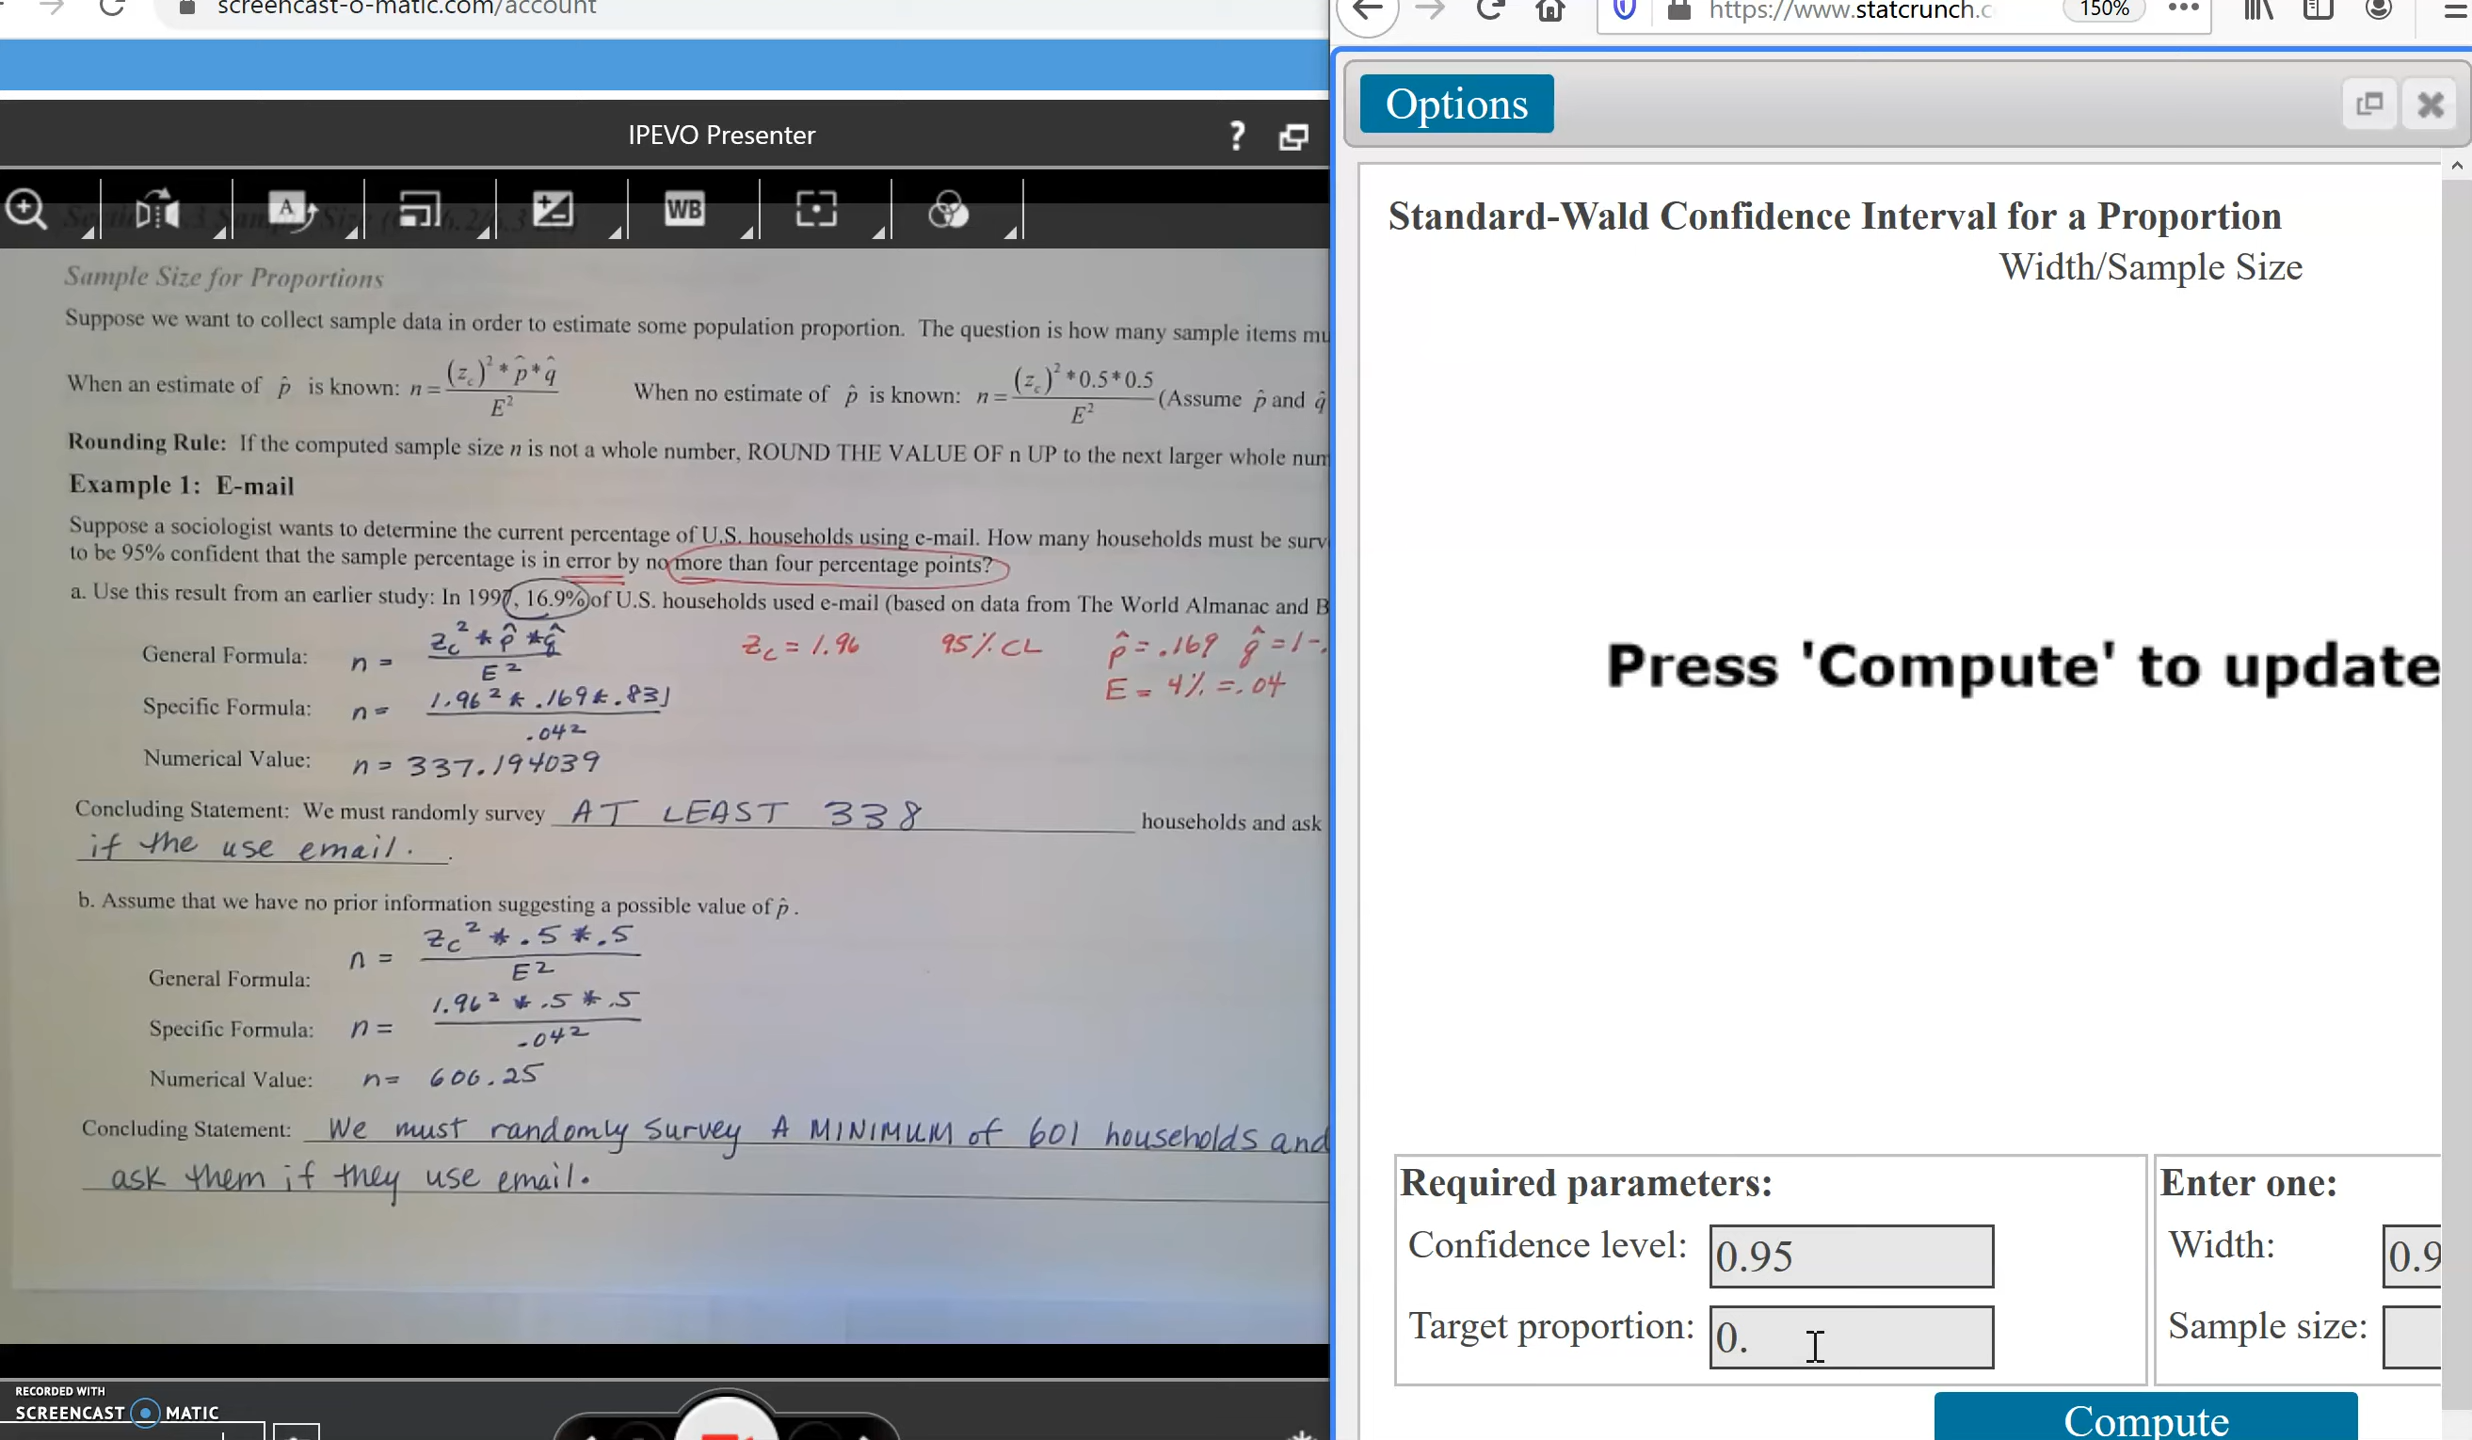 screencast-o-matic.com/account
https://www.statcrunch.c
150%
IPEVO Presenter
?
A
WB
Sample Size for Proportions
Suppose we want to collect sample data in order to estimate some population proportion. The question is how many sample items mu
When an estimate of p̂ is known: n = (z_c)² * p̂ * q̂ / E² When no estimate of p̂ is known: n = (z_c)² * 0.5 * 0.5 / E² (Assume p̂ and q̂
Rounding Rule: If the computed sample size n is not a whole number, ROUND THE VALUE OF n UP to the next larger whole num
Example 1: E-mail
Suppose a sociologist wants to determine the current percentage of U.S. households using e-mail. How many households must be surv
to be 95% confident that the sample percentage is in error by no more than four percentage points?
a. Use this result from an earlier study: In 1997, 16.9% of U.S. households used e-mail (based on data from The World Almanac and B
General Formula: n = z_c² * p̂ * q̂ / E² z_c = 1.96 95% CL p̂ = .169 q̂ = 1-.
E = 4% = .04
Specific Formula: n = 1.96² * .169 * .831 / .04²
Numerical Value: n = 337.194039
Concluding Statement: We must randomly survey AT LEAST 338 households and ask
if the use email.
b. Assume that we have no prior information suggesting a possible value of p̂.
General Formula: n = z_c² * .5 * .5 / E²
Specific Formula: n = 1.96² * .5 * .5 / .04²
Numerical Value: n = 600.25
Concluding Statement: We must randomly survey A MINIMUM of 601 households and
ask them if they use email.
RECORDED WITH
SCREENCAST O MATIC
Options
Standard-Wald Confidence Interval for a Proportion
Width/Sample Size
Press 'Compute' to update
Required parameters:
Confidence level: 0.95
Target proportion: 0.
Enter one:
Width: 0.9
Sample size:
Compute